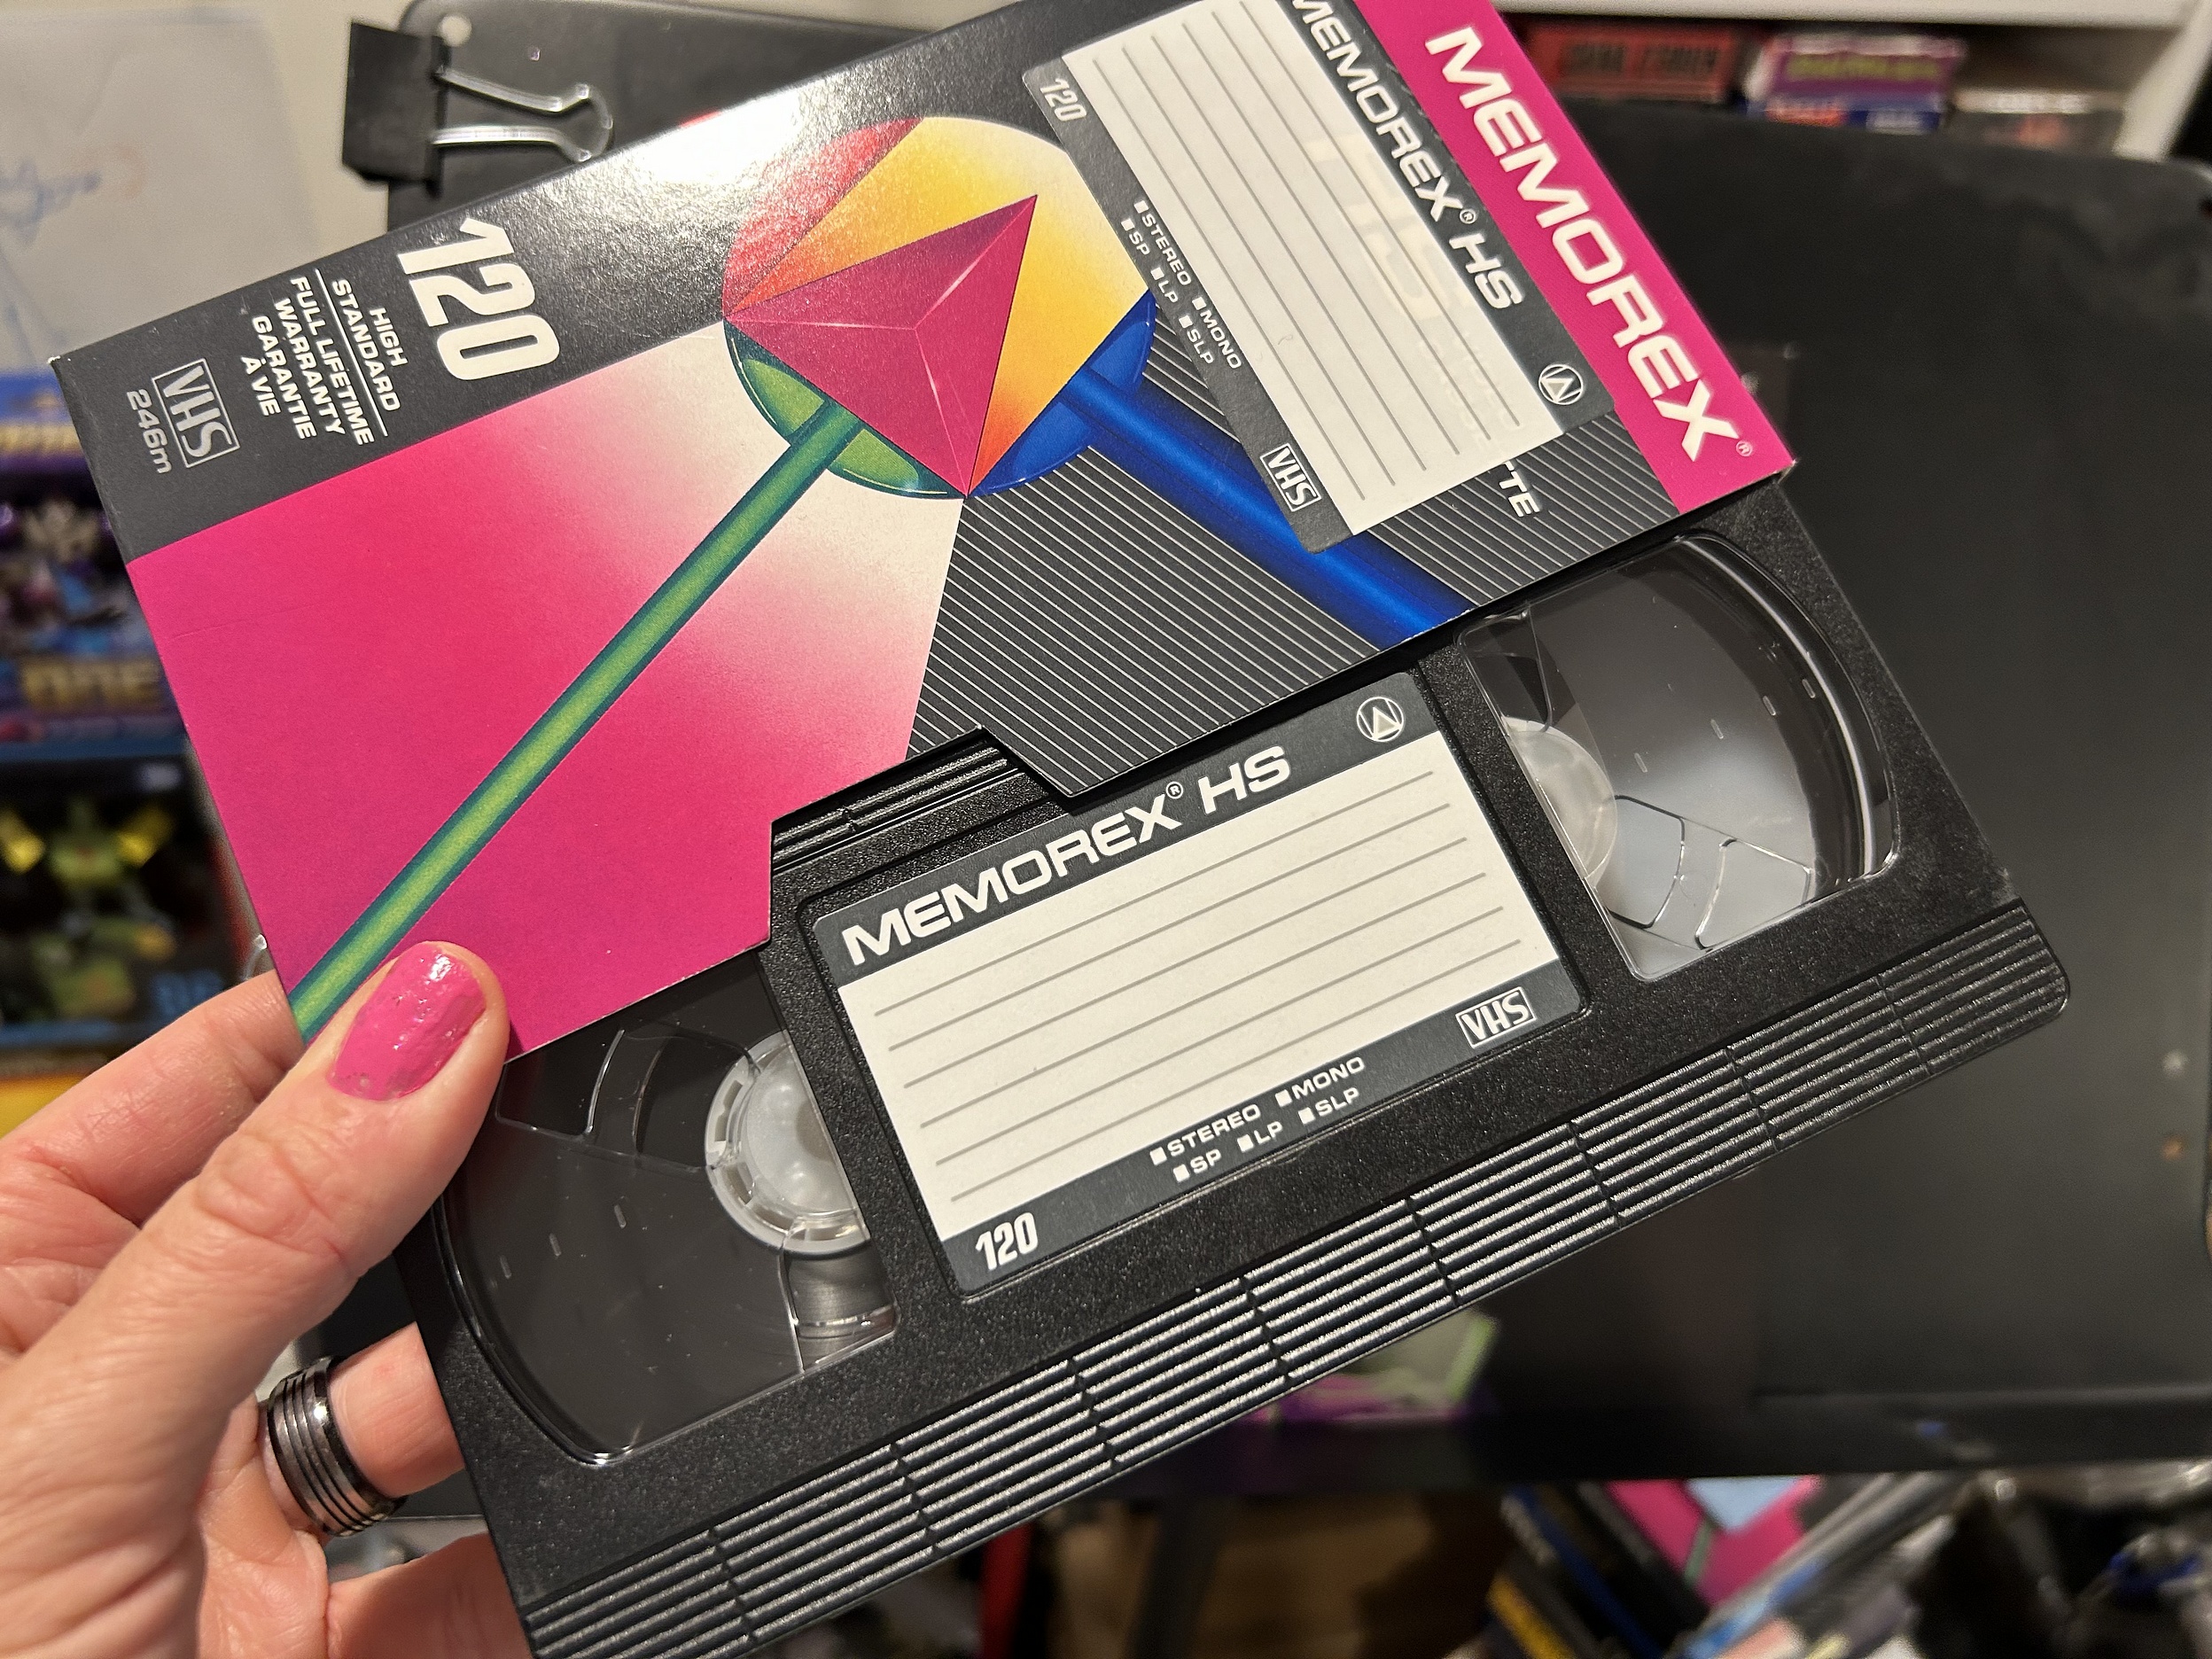 MEMOREX®
MEMOREX® HS
120
STEREO MONO
SP LP SLP
VHS
TTE
120
HIGH
STANDARD
FULL LIFETIME
WARRANTY
GARANTIE
À VIE
VHS
246m
MEMOREX® HS
VHS
STEREO MONO
SP LP SLP
120
ONE